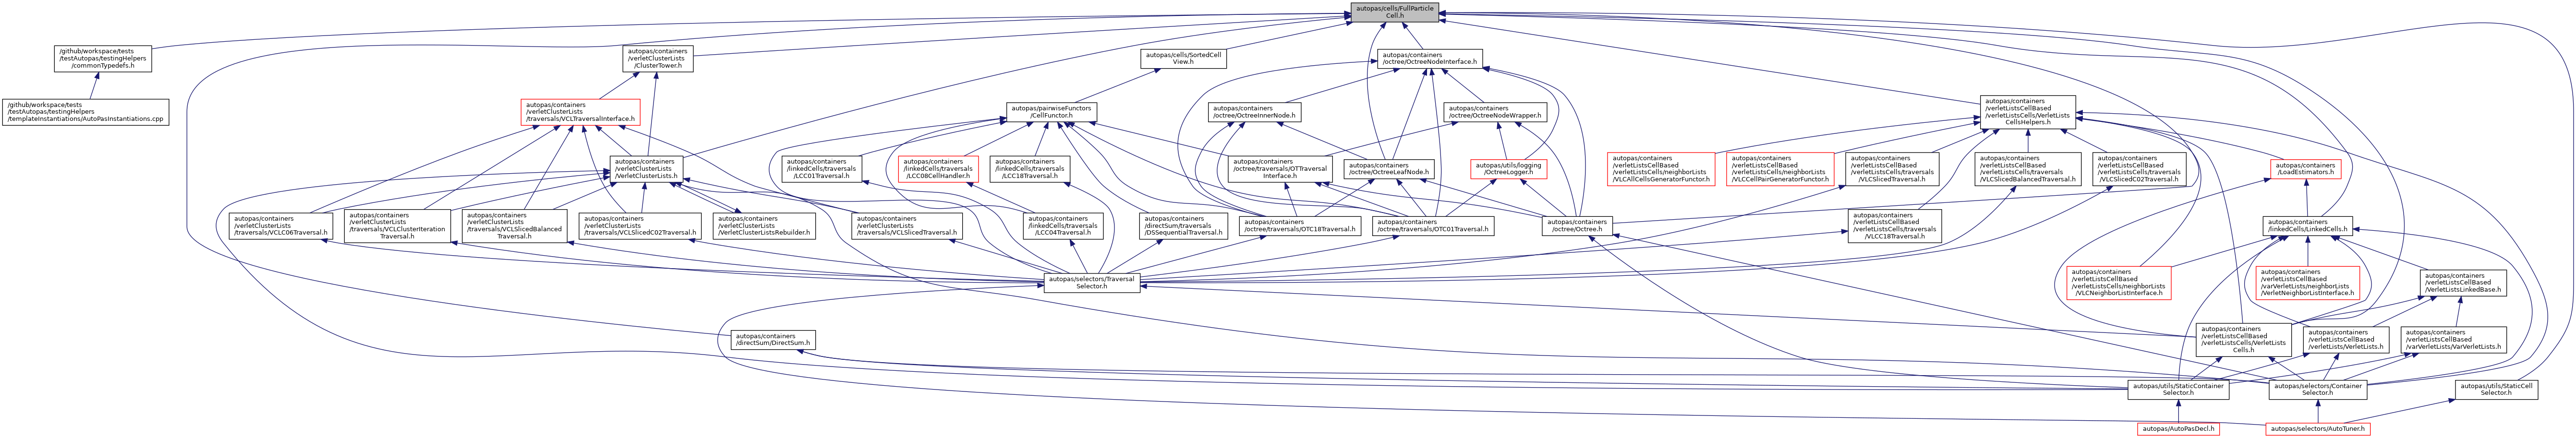 autopas/cells/FullParticle
Cell.h
/github/workspace/tests
/testAutopas/testingHelpers
/commonTypedefs.h
autopas/containers
/verletClusterLists
/ClusterTower.h
autopas/cells/SortedCell
View.h
autopas/containers
/octree/OctreeNodeInterface.h
/github/workspace/tests
/testAutopas/testingHelpers
/templateInstantiations/AutoPasInstantiations.cpp
autopas/containers
/verletClusterLists
/traversals/VCLTraversalInterface.h
autopas/pairwiseFunctors
/CellFunctor.h
autopas/containers
/octree/OctreeInnerNode.h
autopas/containers
/octree/OctreeNodeWrapper.h
autopas/containers
/verletListsCellBased
/verletListsCells/VerletLists
CellsHelpers.h
autopas/containers
/verletClusterLists
/VerletClusterLists.h
autopas/containers
/linkedCells/traversals
/LCC01Traversal.h
autopas/containers
/linkedCells/traversals
/LCC08CellHandler.h
autopas/containers
/linkedCells/traversals
/LCC18Traversal.h
autopas/containers
/octree/traversals/OTTraversal
Interface.h
autopas/containers
/octree/OctreeLeafNode.h
autopas/utils/logging
/OctreeLogger.h
autopas/containers
/verletListsCellBased
/verletListsCells/neighborLists
/VLCAllCellsGeneratorFunctor.h
autopas/containers
/verletListsCellBased
/verletListsCells/neighborLists
/VLCCellPairGeneratorFunctor.h
autopas/containers
/verletListsCellBased
/verletListsCells/traversals
/VLCSlicedTraversal.h
autopas/containers
/verletListsCellBased
/verletListsCells/traversals
/VLCSlicedBalancedTraversal.h
autopas/containers
/verletListsCellBased
/verletListsCells/traversals
/VLCSlicedC02Traversal.h
autopas/containers
/LoadEstimators.h
autopas/containers
/verletClusterLists
/traversals/VCLC06Traversal.h
autopas/containers
/verletClusterLists
/traversals/VCLClusterIteration
Traversal.h
autopas/containers
/verletClusterLists
/traversals/VCLSlicedBalanced
Traversal.h
autopas/containers
/verletClusterLists
/traversals/VCLSlicedC02Traversal.h
autopas/containers
/verletClusterLists
/VerletClusterListsRebuilder.h
autopas/containers
/verletClusterLists
/traversals/VCLSlicedTraversal.h
autopas/containers
/linkedCells/traversals
/LCC04Traversal.h
autopas/containers
/directSum/traversals
/DSSequentialTraversal.h
autopas/containers
/octree/traversals/OTC18Traversal.h
autopas/containers
/octree/traversals/OTC01Traversal.h
autopas/containers
/octree/Octree.h
autopas/containers
/verletListsCellBased
/verletListsCells/traversals
/VLCC18Traversal.h
autopas/containers
/linkedCells/LinkedCells.h
autopas/selectors/Traversal
Selector.h
autopas/containers
/verletListsCellBased
/verletListsCells/neighborLists
/VLCNeighborListInterface.h
autopas/containers
/verletListsCellBased
/varVerletLists/neighborLists
/VerletNeighborListInterface.h
autopas/containers
/verletListsCellBased
/VerletListsLinkedBase.h
autopas/containers
/directSum/DirectSum.h
autopas/containers
/verletListsCellBased
/verletListsCells/VerletLists
Cells.h
autopas/containers
/verletListsCellBased
/verletLists/VerletLists.h
autopas/containers
/verletListsCellBased
/varVerletLists/VarVerletLists.h
autopas/utils/StaticContainer
Selector.h
autopas/selectors/Container
Selector.h
autopas/utils/StaticCell
Selector.h
autopas/AutoPasDecl.h
autopas/selectors/AutoTuner.h